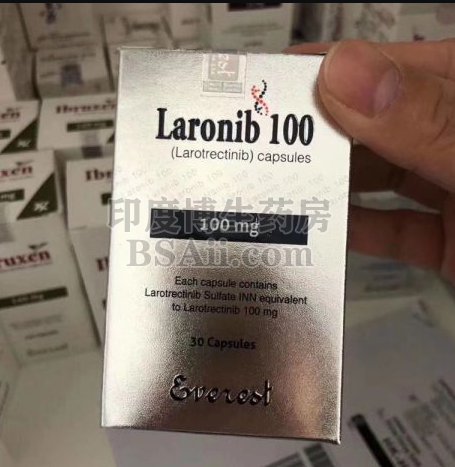 Laronib 100
(Larotrectinib) capsules
印度博生药房
100 mg
BSAii.com
Each capsule contains
Larotrectinib Sulfate INN equivalent
to Larotrectinib 100 mg
30 Capsules
Everest
Ibruxen